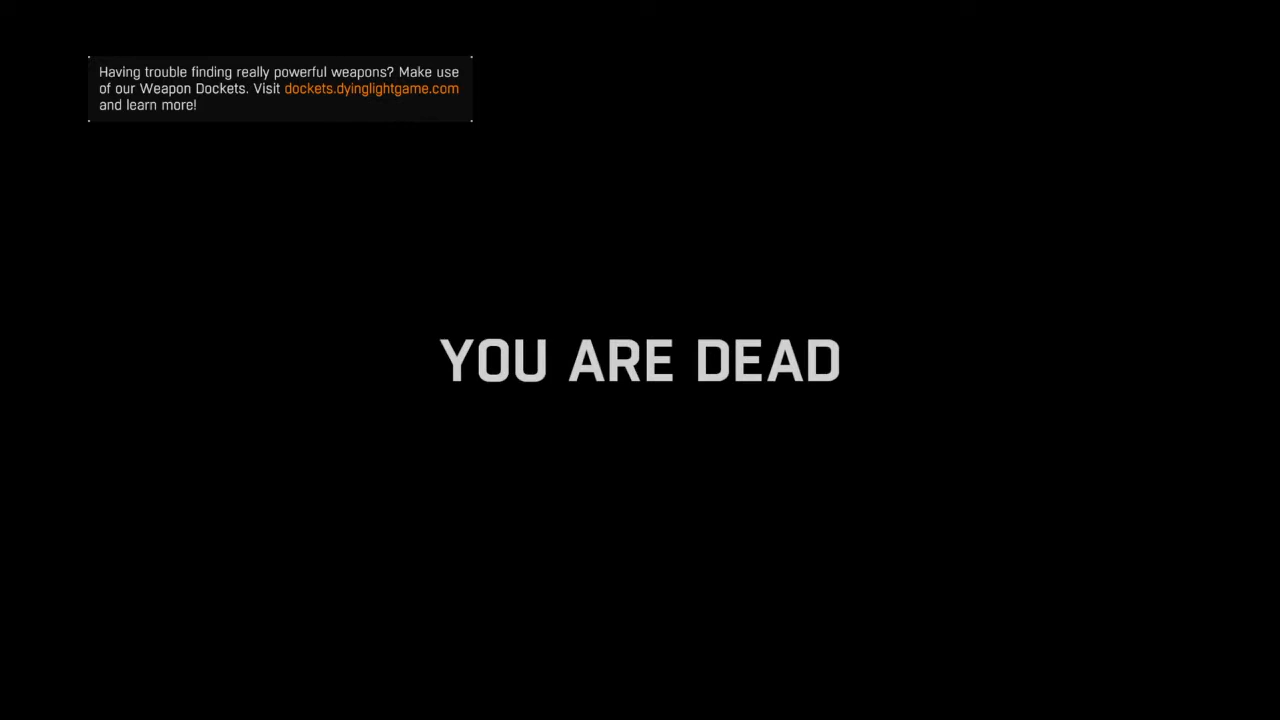 Having trouble finding really powerful weapons? Make use
of our Weapon Dockets. Visit dockets.dyinglightgame.com
and learn more!
YOU ARE DEAD